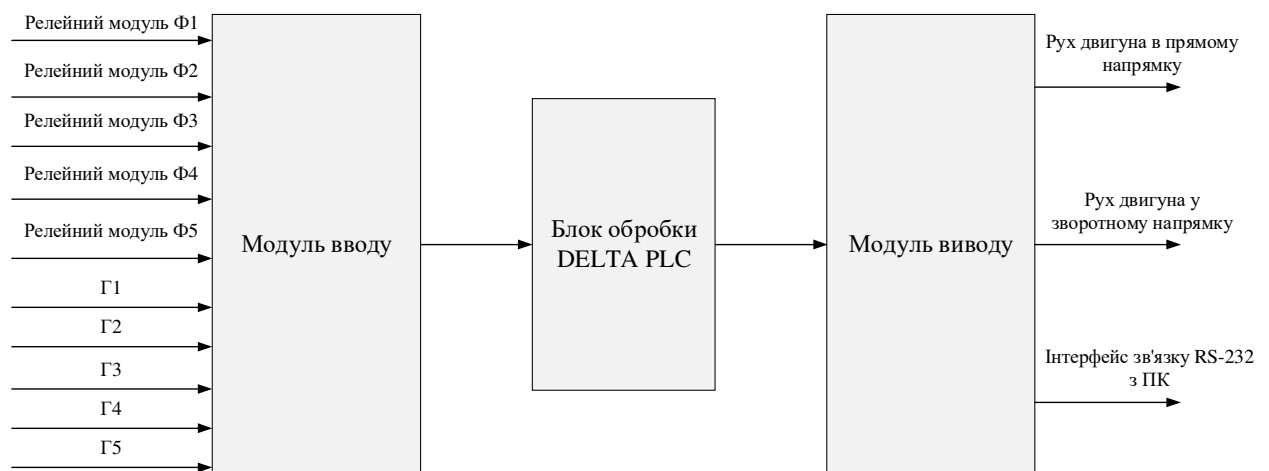 Релейний модуль Ф1
Релейний модуль Ф2
Релейний модуль Ф3
Релейний модуль Ф4
Релейний модуль Ф5
Г1
Г2
Г3
Г4
Г5
Модуль вводу
Блок обробки
DELTA PLC
Модуль виводу
Рух двигуна в прямому
напрямку
Рух двигуна у
зворотному напрямку
Інтерфейс зв'язку RS-232
з ПК